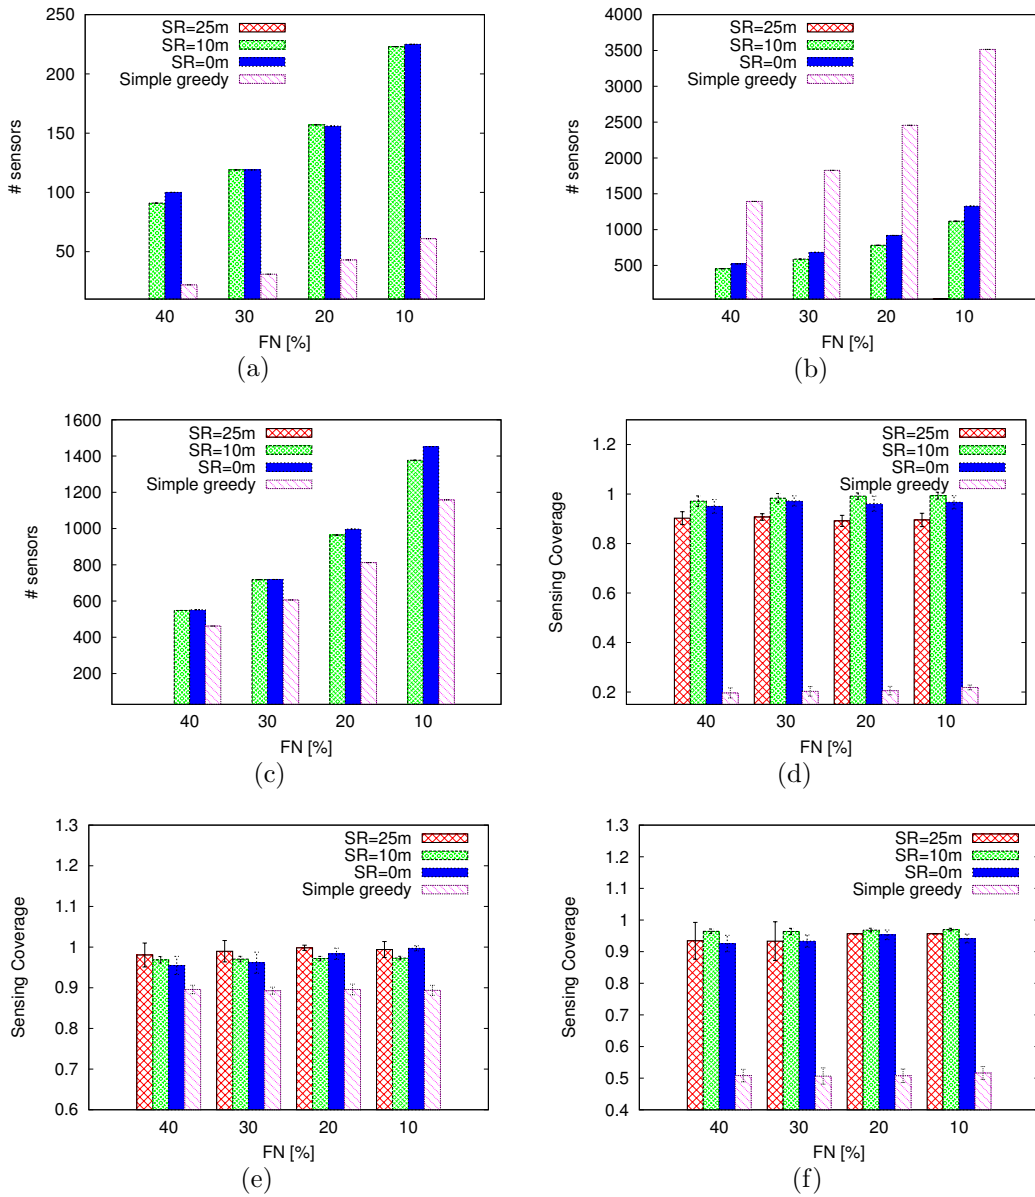 SR=25m
SR=10m
SR=0m
Simple greedy
250
200
150
100
50
# sensors
40 30 20 10
FN [%]
(a)
SR=25m
SR=10m
SR=0m
Simple greedy
4000
3500
3000
2500
2000
1500
1000
500
# sensors
40 30 20 10
FN [%]
(b)
SR=25m
SR=10m
SR=0m
Simple greedy
1600
1400
1200
1000
800
600
400
200
# sensors
40 30 20 10
FN [%]
(c)
SR=25m
SR=10m
SR=0m
Simple greedy
1.2
1
0.8
0.6
0.4
0.2
Sensing Coverage
40 30 20 10
FN [%]
(d)
SR=25m
SR=10m
SR=0m
Simple greedy
1.3
1.2
1.1
1
0.9
0.8
0.7
0.6
Sensing Coverage
40 30 20 10
FN [%]
(e)
SR=25m
SR=10m
SR=0m
Simple greedy
1.3
1.2
1.1
1
0.9
0.8
0.7
0.6
0.5
0.4
Sensing Coverage
40 30 20 10
FN [%]
(f)